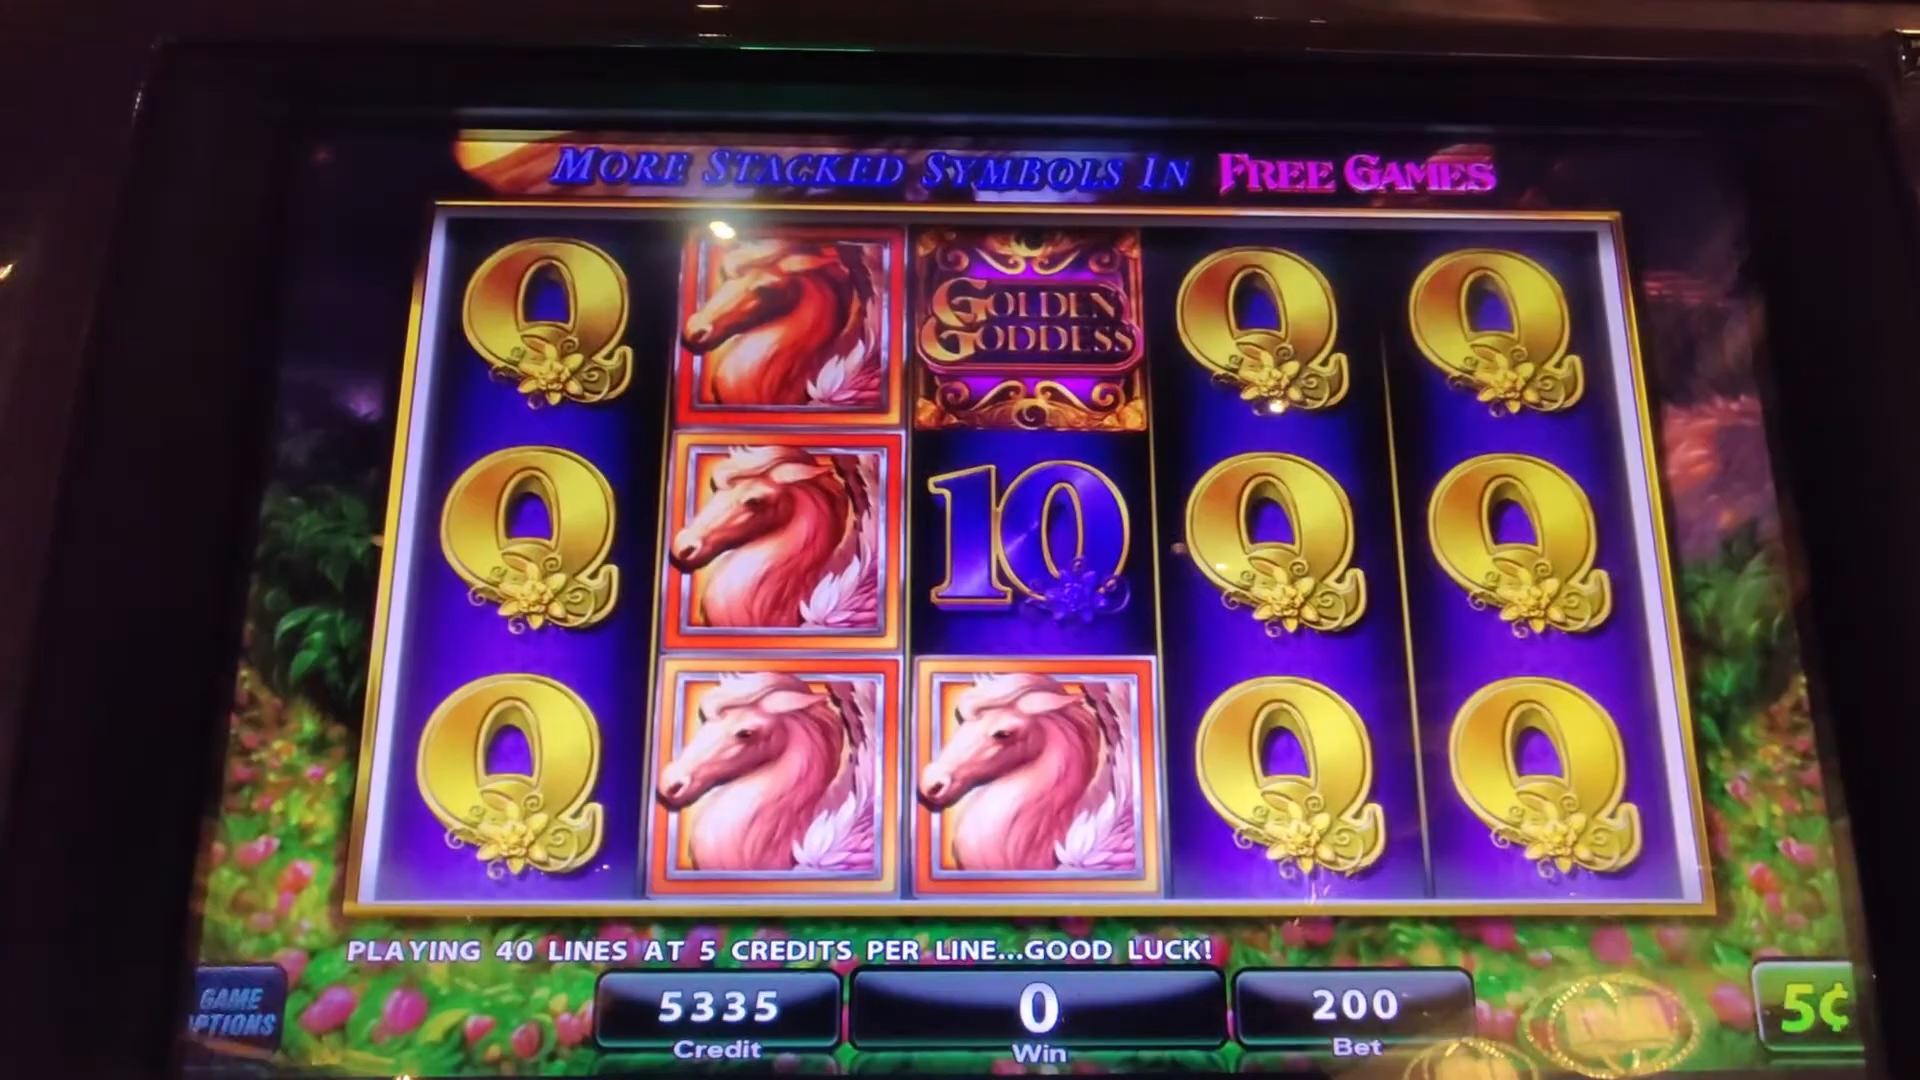 MORE STACKED SYMBOLS IN FREE GAMES
Q
GOLDEN
GODDESS
Q
Q
Q
10
Q
Q
Q
Q
Q
PLAYING 40 LINES AT 5 CREDITS PER LINE...GOOD LUCK!
GAME
OPTIONS
5335
Credit
0
Win
200
Bet
5¢